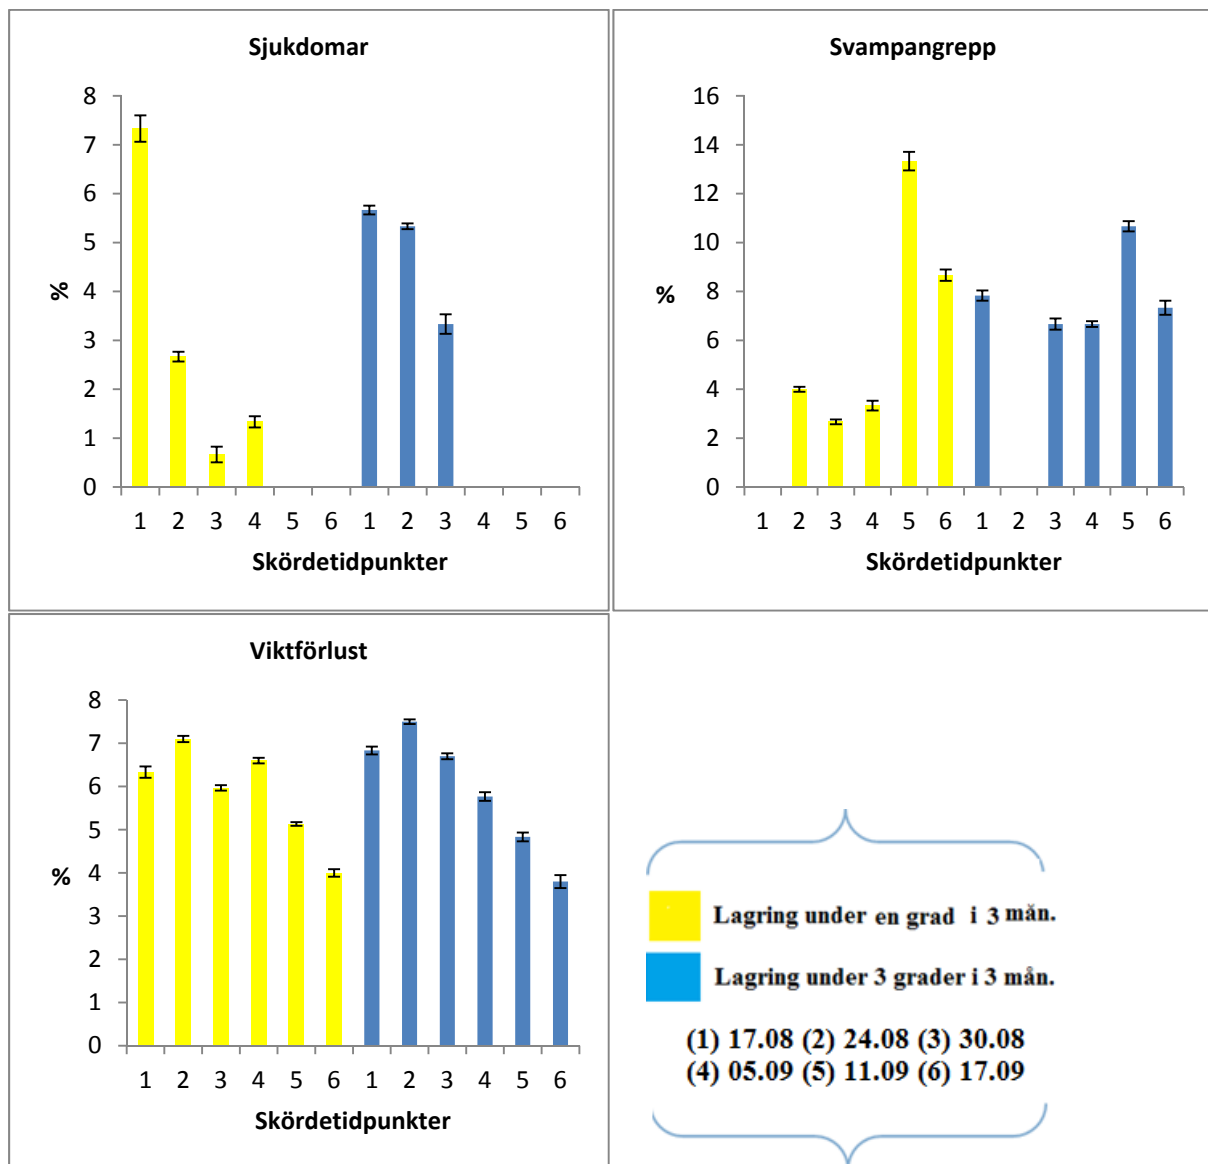 Sjukdomar
8
7
6
5
4
3
2
1
0
%
1 2 3 4 5 6 1 2 3 4 5 6
Skördetidpunkter
Svampangrepp
16
14
12
10
8
6
4
2
0
%
1 2 3 4 5 6 1 2 3 4 5 6
Skördetidpunkter
Viktförlust
8
7
6
5
4
3
2
1
0
%
1 2 3 4 5 6 1 2 3 4 5 6
Skördetidpunkter
Lagring under en grad i 3 mån.
Lagring under 3 grader i 3 mån.
(1) 17.08 (2) 24.08 (3) 30.08
(4) 05.09 (5) 11.09 (6) 17.09